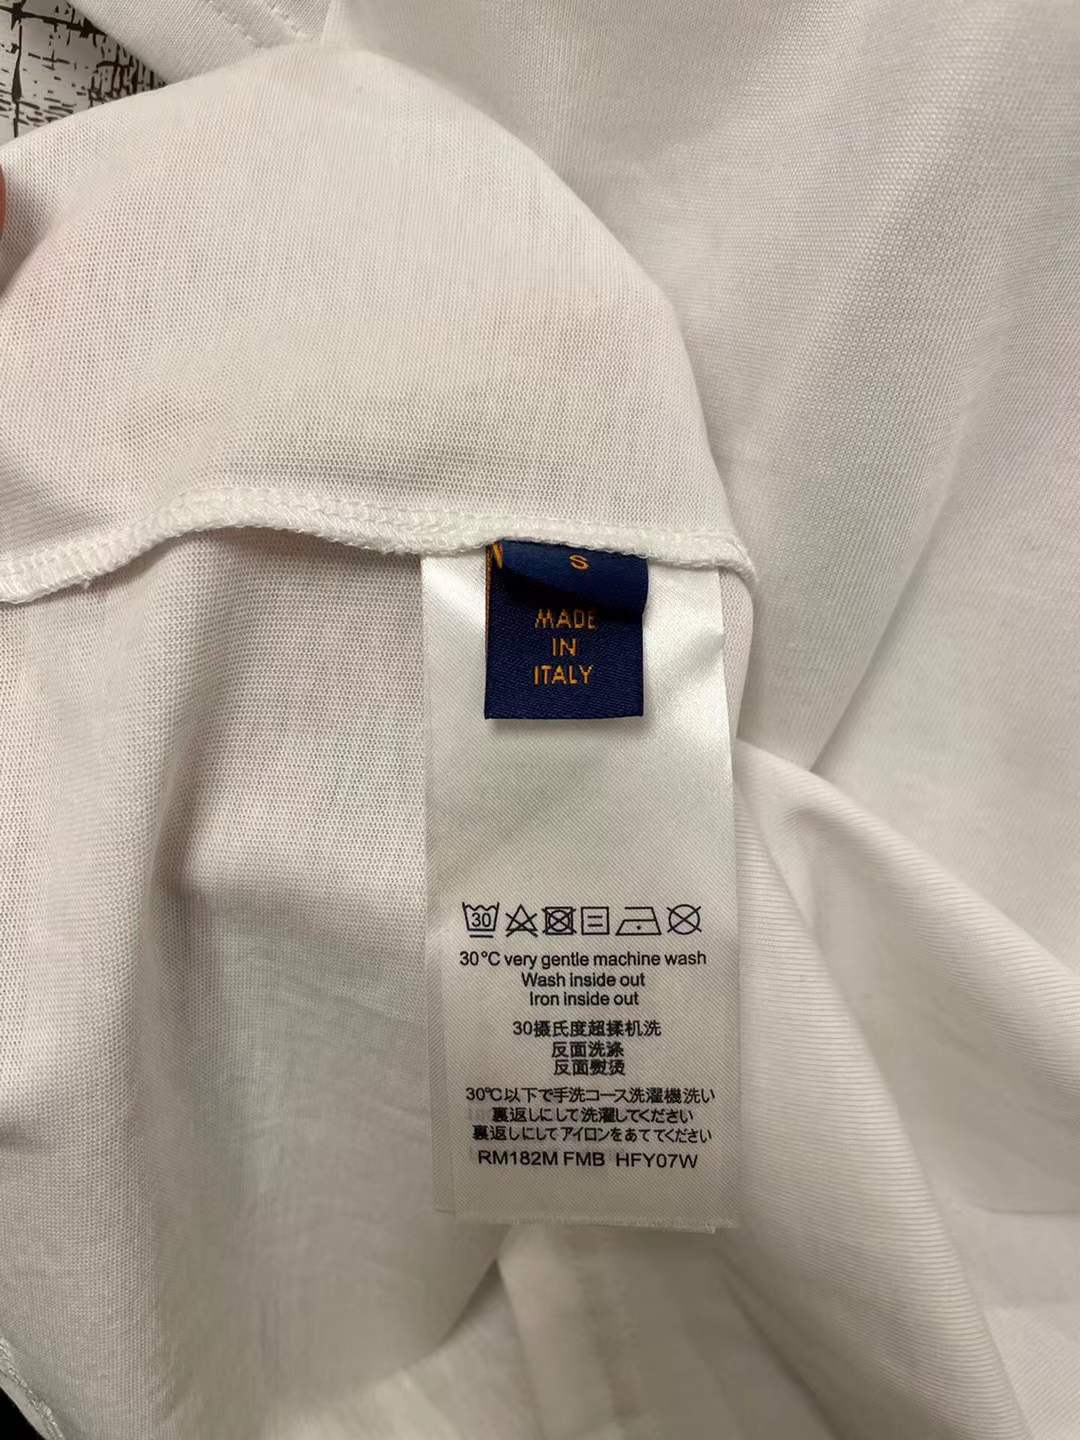 S
MADE
IN
ITALY
30
30°C very gentle machine wash
Wash inside out
Iron inside out
30摄氏度超揉机洗
反面洗涤
反面熨烫
30℃以下で手洗コース洗濯機洗い
裏返しにして洗濯してください
裏返しにしてアイロンをあててください
RM182M FMB HFY07W